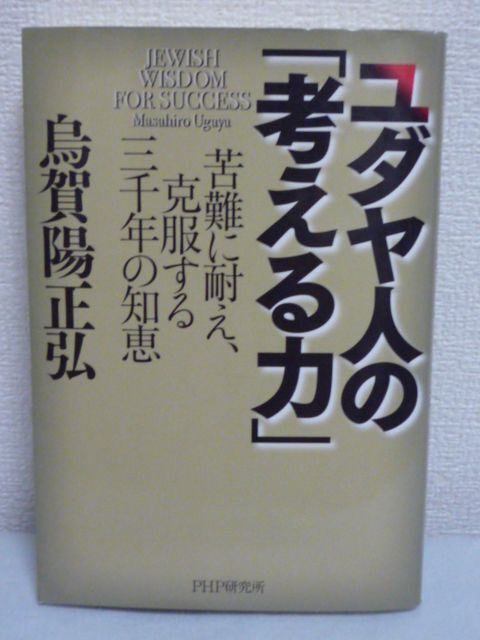 ユダヤ人の
「考える力」
JEWISH
WISDOM
FOR SUCCESS
Masahiro Ugaya
苦難に耐え、
克服する
三千年の知恵
烏賀陽正弘
PHP研究所